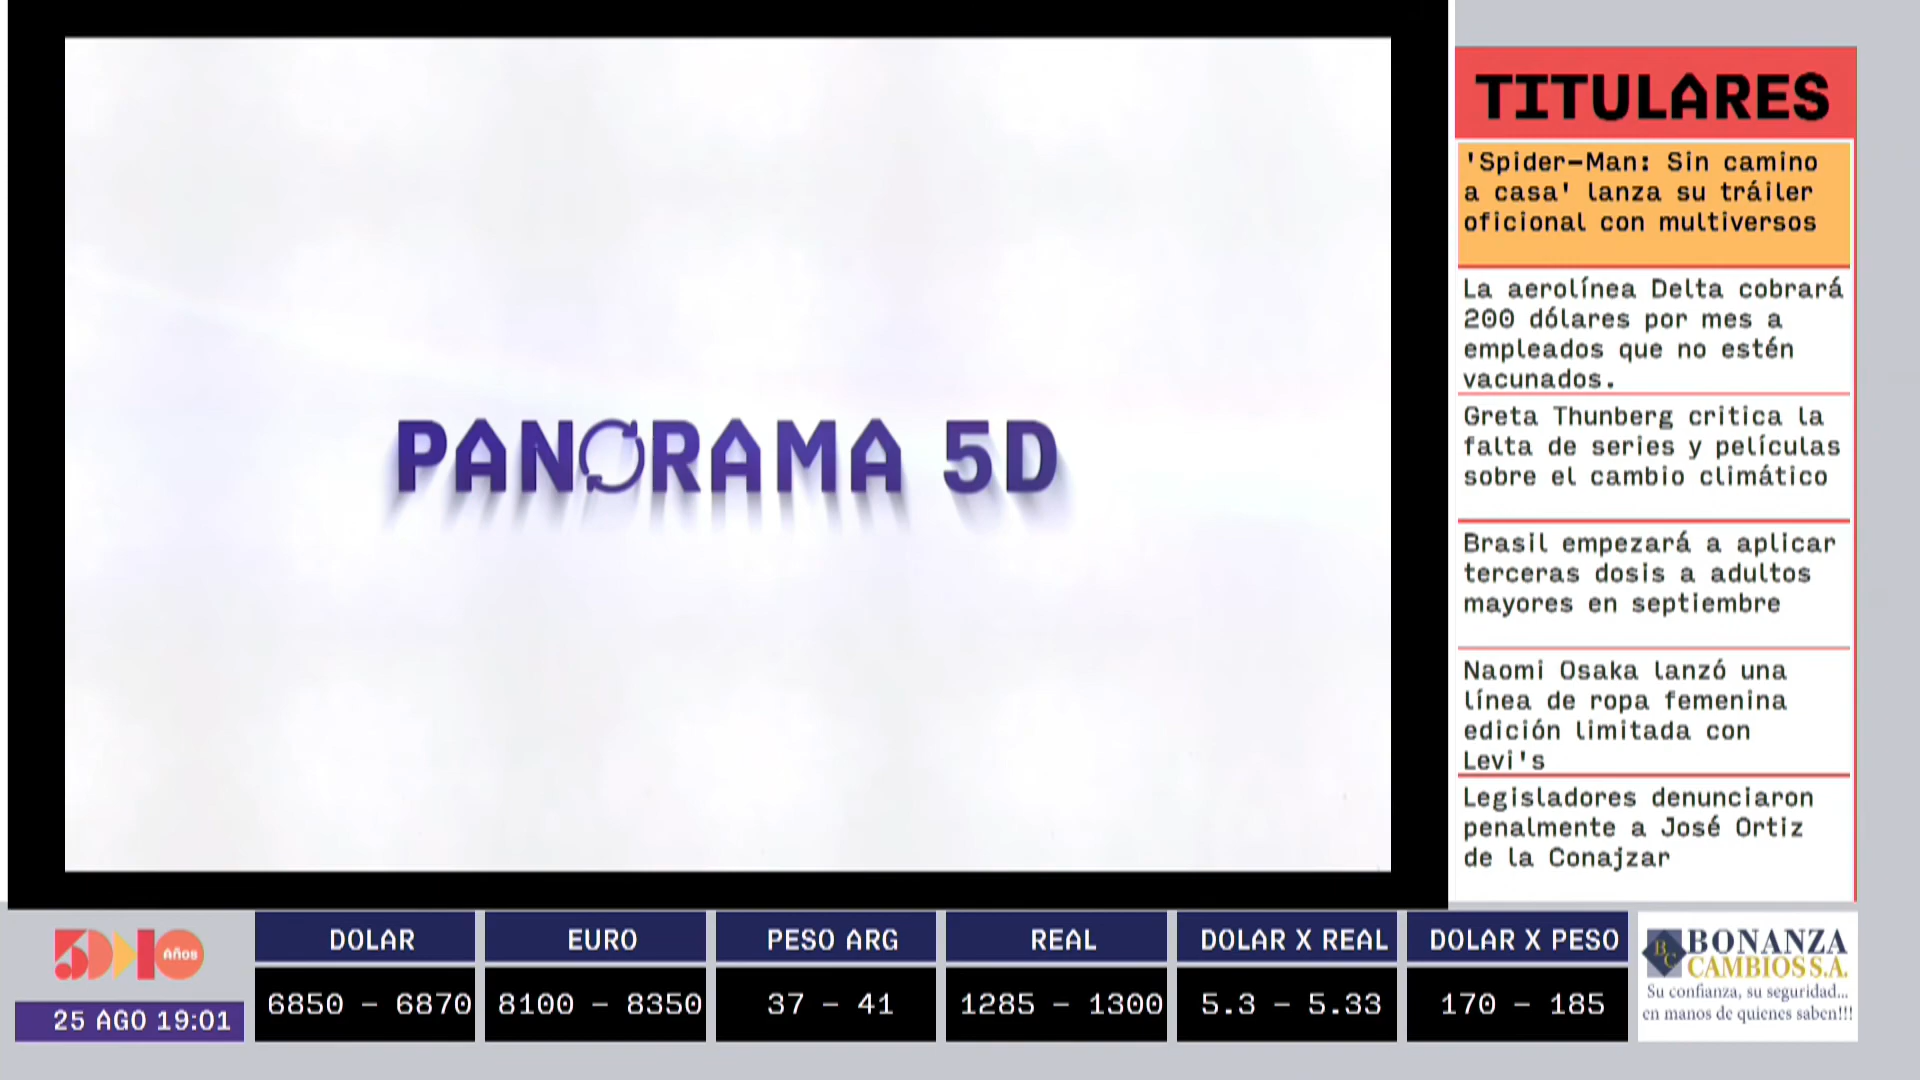 PANORAMA 5D
TITULARES
'Spider-Man: Sin camino
a casa' lanza su tráiler
oficional con multiversos
La aerolínea Delta cobrará
200 dólares por mes a
empleados que no estén
vacunados.
Greta Thunberg critica la
falta de series y películas
sobre el cambio climático
Brasil empezará a aplicar
terceras dosis a adultos
mayores en septiembre
Naomi Osaka lanzó una
línea de ropa femenina
edición limitada con
Levi's
Legisladores denunciaron
penalmente a José Ortiz
de la Conajzar
5D 10 Años
25 AGO 19:01
DOLAR
6850 - 6870
EURO
8100 - 8350
PESO ARG
37 - 41
REAL
1285 - 1300
DOLAR X REAL
5.3 - 5.33
DOLAR X PESO
170 - 185
BC BONANZA
CAMBIOS S.A.
Su confianza, su seguridad...
en manos de quienes saben!!!